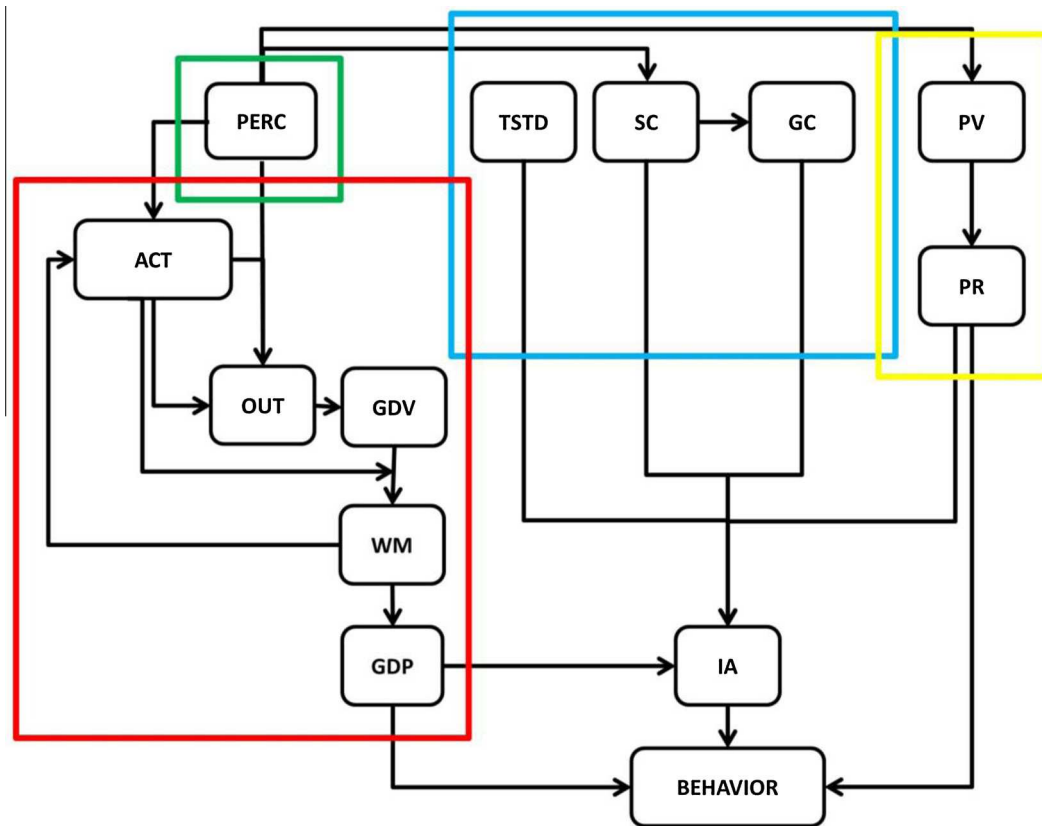 PERC
TSTD
SC
GC
PV
ACT
PR
OUT
GDV
WM
GDP
IA
BEHAVIOR